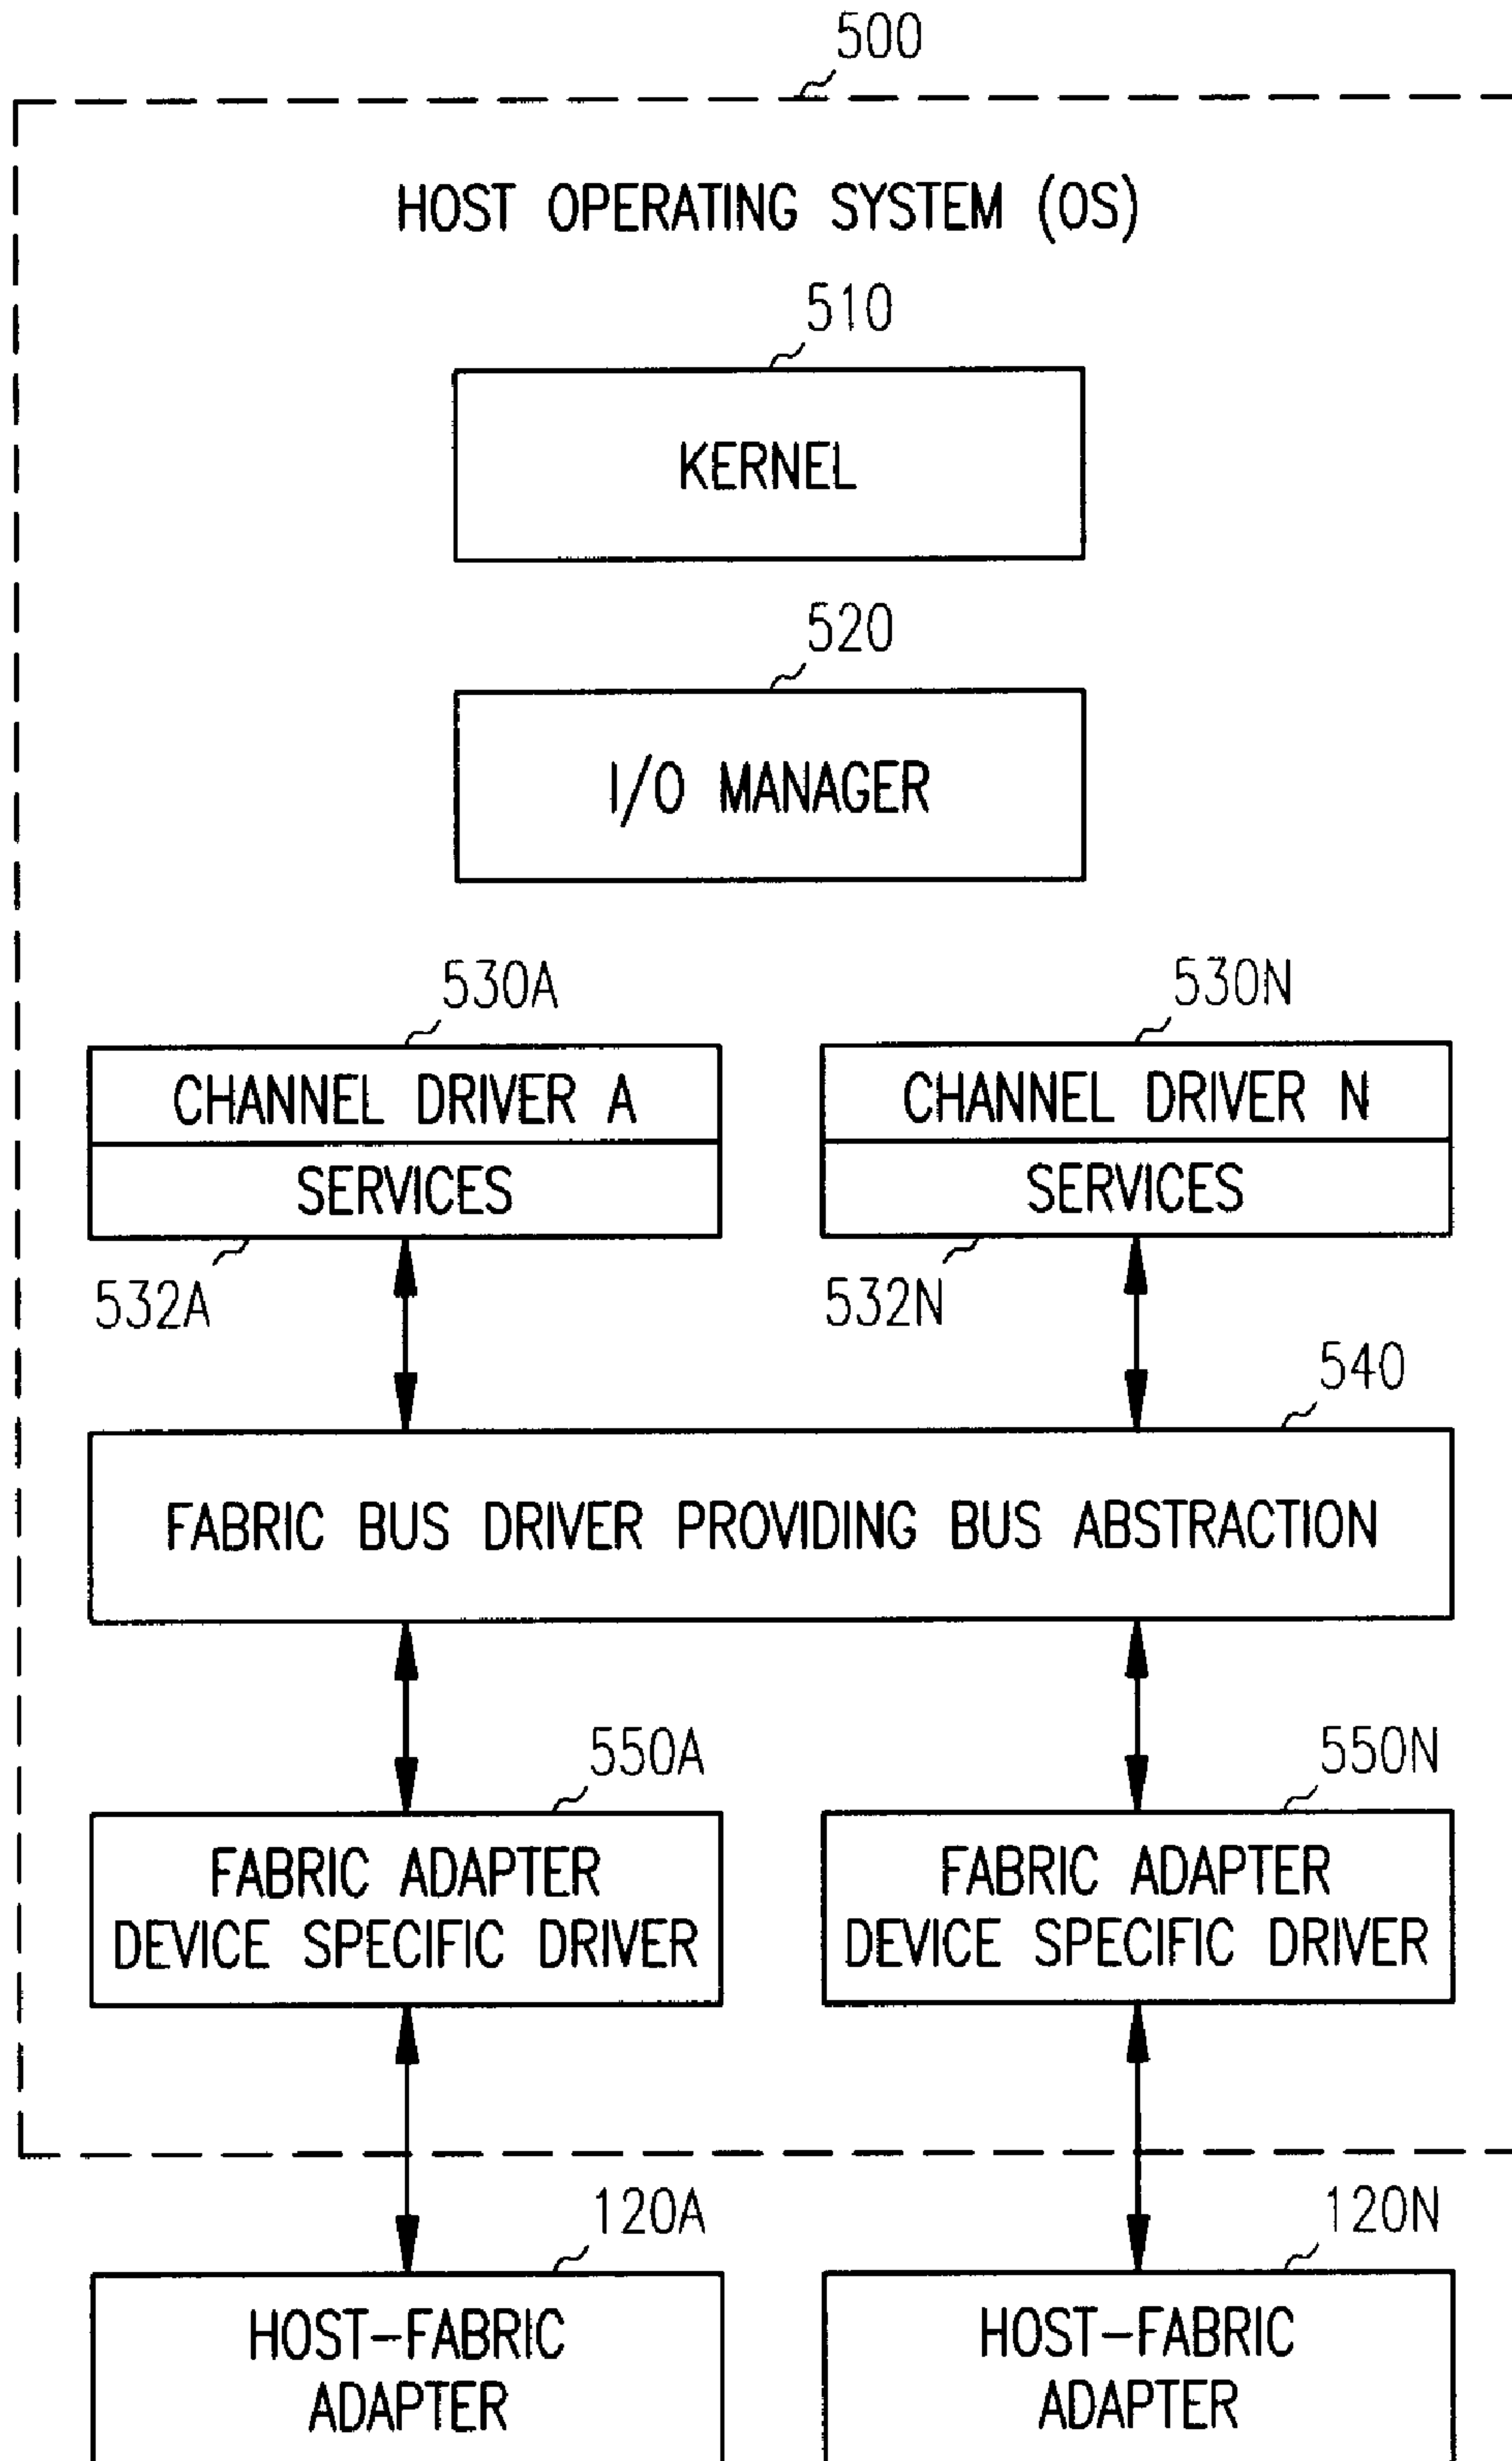 500
HOST OPERATING SYSTEM (OS)
510
KERNEL
520
I/O MANAGER
530A
530N
CHANNEL DRIVER A
CHANNEL DRIVER N
SERVICES
SERVICES
532A
532N
540
FABRIC BUS DRIVER PROVIDING BUS ABSTRACTION
550A
550N
FABRIC ADAPTER
DEVICE SPECIFIC DRIVER
FABRIC ADAPTER
DEVICE SPECIFIC DRIVER
120A
120N
HOST-FABRIC
ADAPTER
HOST-FABRIC
ADAPTER